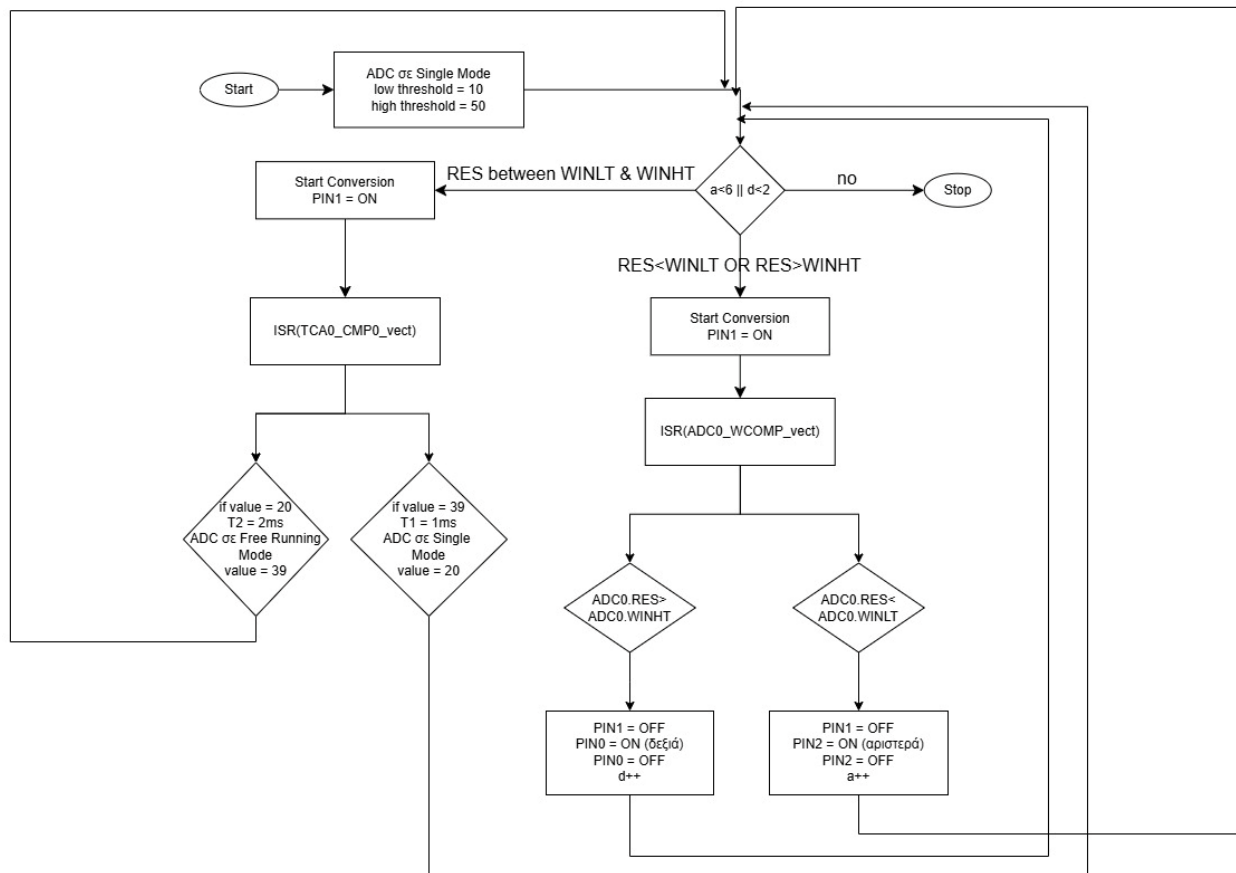 Start
ADC σε Single Mode
low threshold = 10
high threshold = 50
RES between WINLT & WINHT
a<6 || d<2
no
Stop
Start Conversion
PIN1 = ON
RES<WINLT OR RES>WINHT
Start Conversion
PIN1 = ON
ISR(TCA0_CMP0_vect)
ISR(ADC0_WCOMP_vect)
if value = 20
T2 = 2ms
ADC σε Free Running
Mode
value = 39
if value = 39
T1 = 1ms
ADC σε Single
Mode
value = 20
ADC0.RES>
ADC0.WINHT
ADC0.RES<
ADC0.WINLT
PIN1 = OFF
PIN0 = ON (δεξιά)
PIN0 = OFF
d++
PIN1 = OFF
PIN2 = ON (αριστερά)
PIN2 = OFF
a++